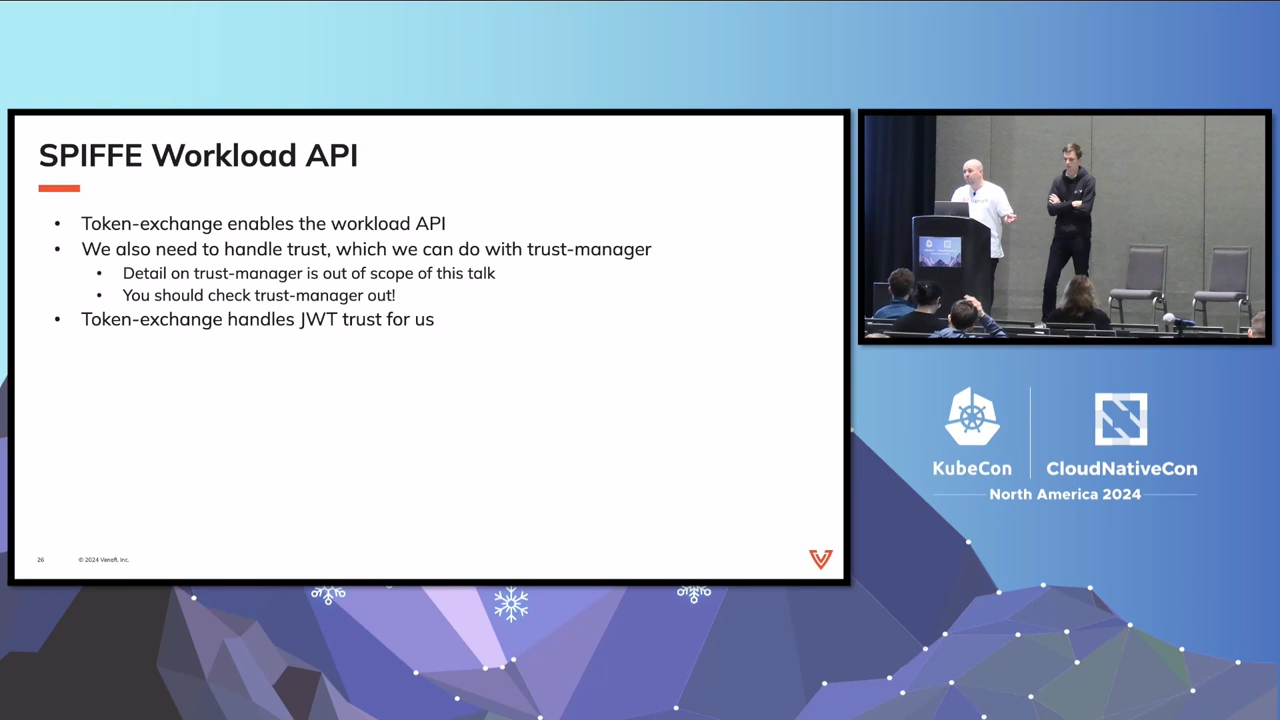 SPIFFE Workload API
• Token-exchange enables the workload API
• We also need to handle trust, which we can do with trust-manager
• Detail on trust-manager is out of scope of this talk
• You should check trust-manager out!
• Token-exchange handles JWT trust for us
26
© 2024 Venafi, Inc.
KubeCon
CloudNativeCon
North America 2024